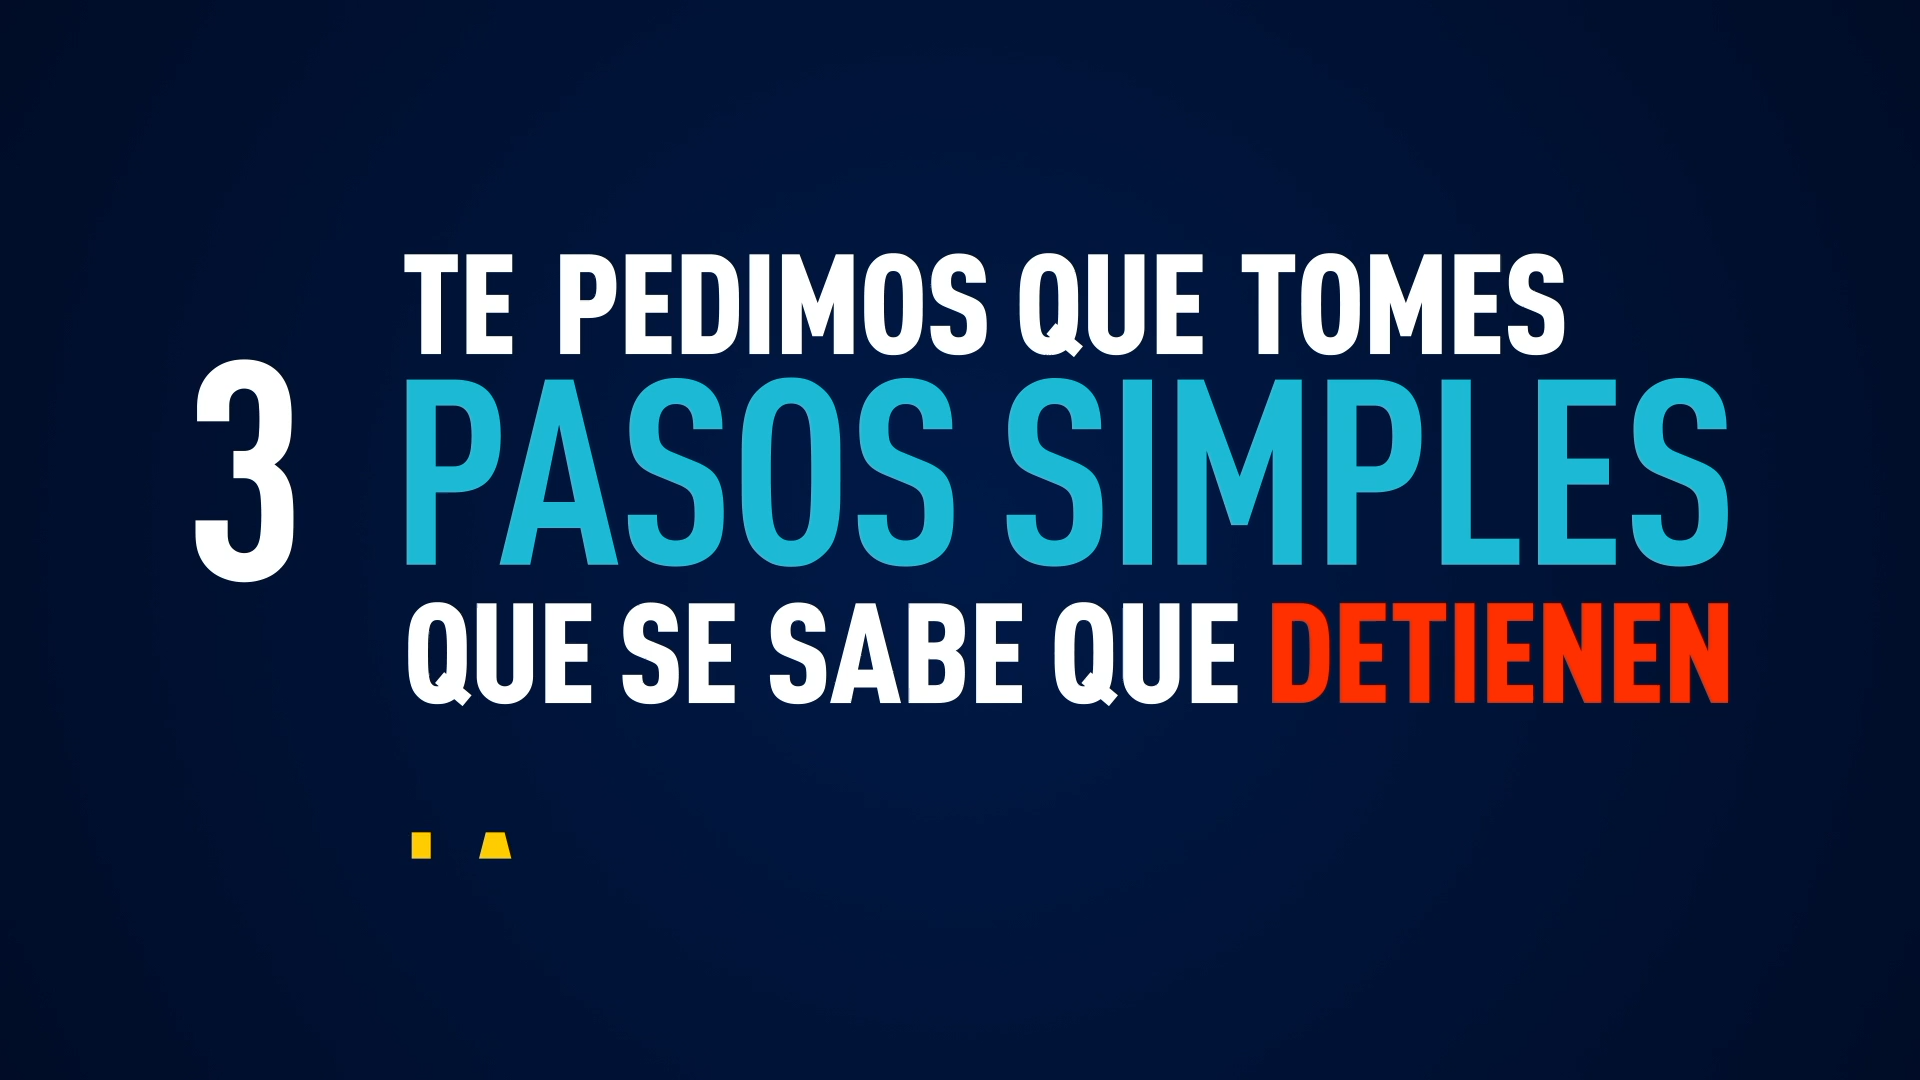 TE PEDIMOS QUE TOMES
3 PASOS SIMPLES
QUE SE SABE QUE DETIENEN